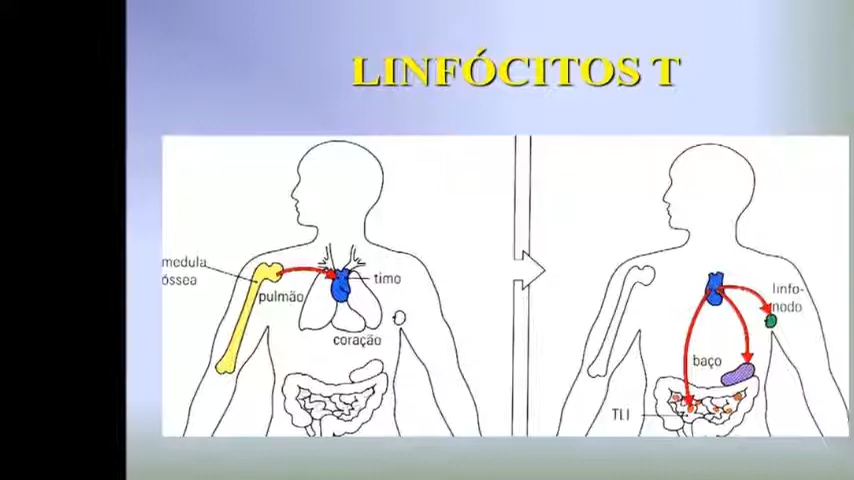 LINFÓCITOS T
medula
óssea
pulmão
timo
coração
linfo-
nodo
baço
TLI